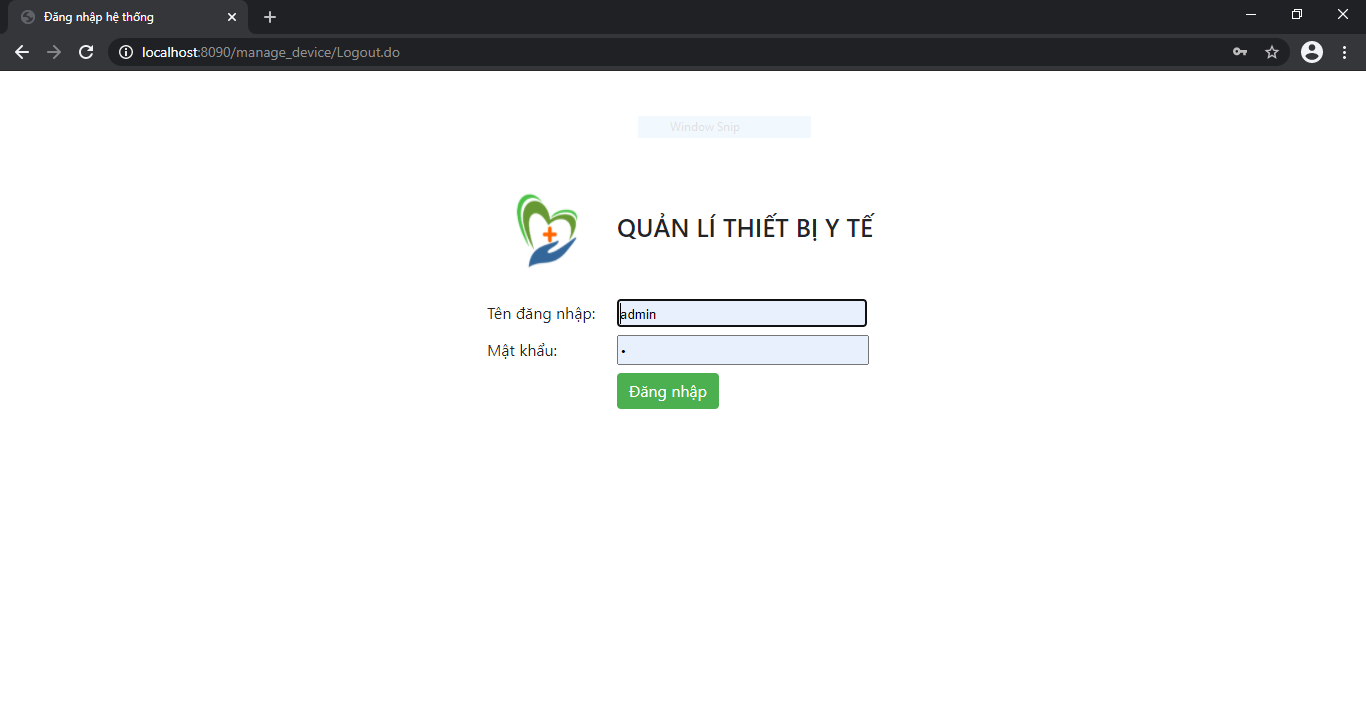 Đăng nhập hệ thống
localhost:8090/manage_device/Logout.do
Window Snip
QUẢN LÍ THIẾT BỊ Y TẾ
Tên đăng nhập: admin
Mật khẩu: •
Đăng nhập